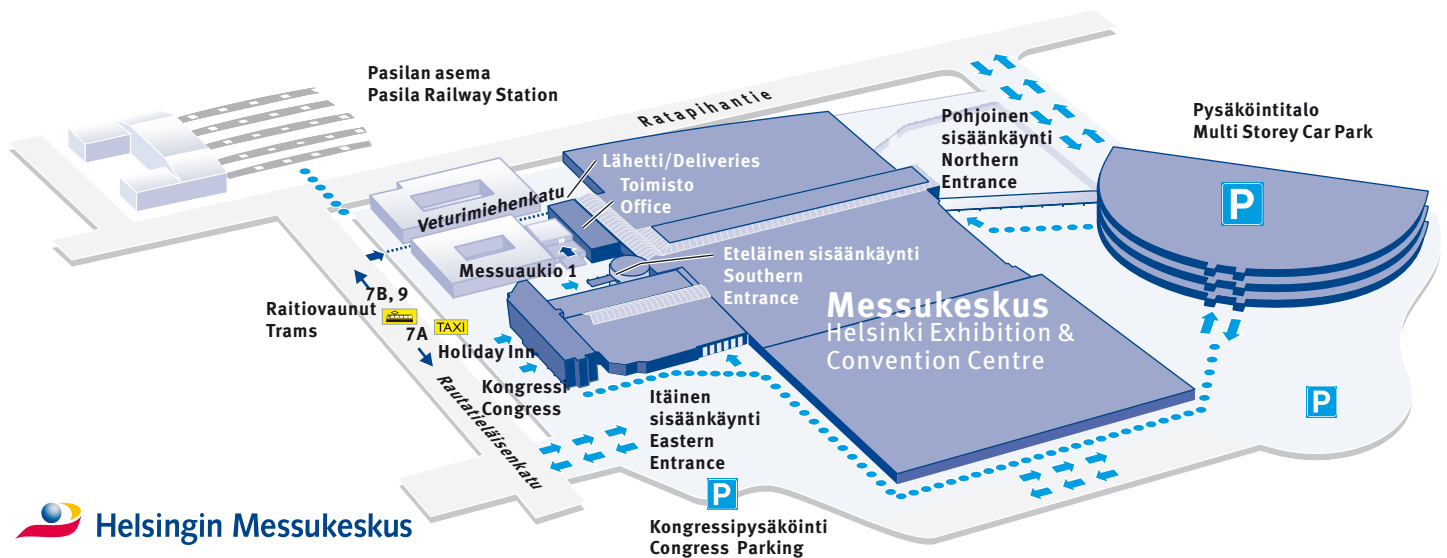 Pasilan asema
Pasila Railway Station
Ratapihantie
Pohjoinen
sisäänkäynti
Northern
Entrance
Pysäköintitalo
Multi Storey Car Park
P
Lähetti/Deliveries
Toimisto
Office
Veturimiehenkatu
Messuaukio 1
Eteläinen sisäänkäynti
Southern
Entrance
Messukeskus
Helsinki Exhibition &
Convention Centre
7B, 9
Raitiovaunut
Trams
7A
TAXI
Holiday Inn
Kongressi
Congress
Rautatieläisenkatu
Itäinen
sisäänkäynti
Eastern
Entrance
P
P
Kongressipysäköinti
Congress Parking
Helsingin Messukeskus